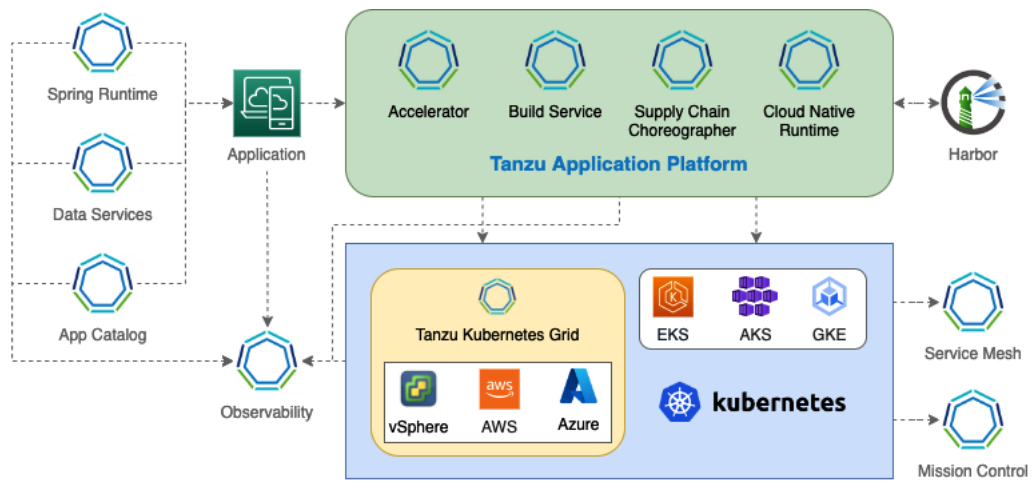 Spring Runtime
Data Services
App Catalog
Application
Observability
Accelerator
Build Service
Supply Chain
Choreographer
Cloud Native
Runtime
Tanzu Application Platform
Harbor
Tanzu Kubernetes Grid
vSphere
aws
AWS
Azure
K
EKS
AKS
GKE
kubernetes
Service Mesh
Mission Control